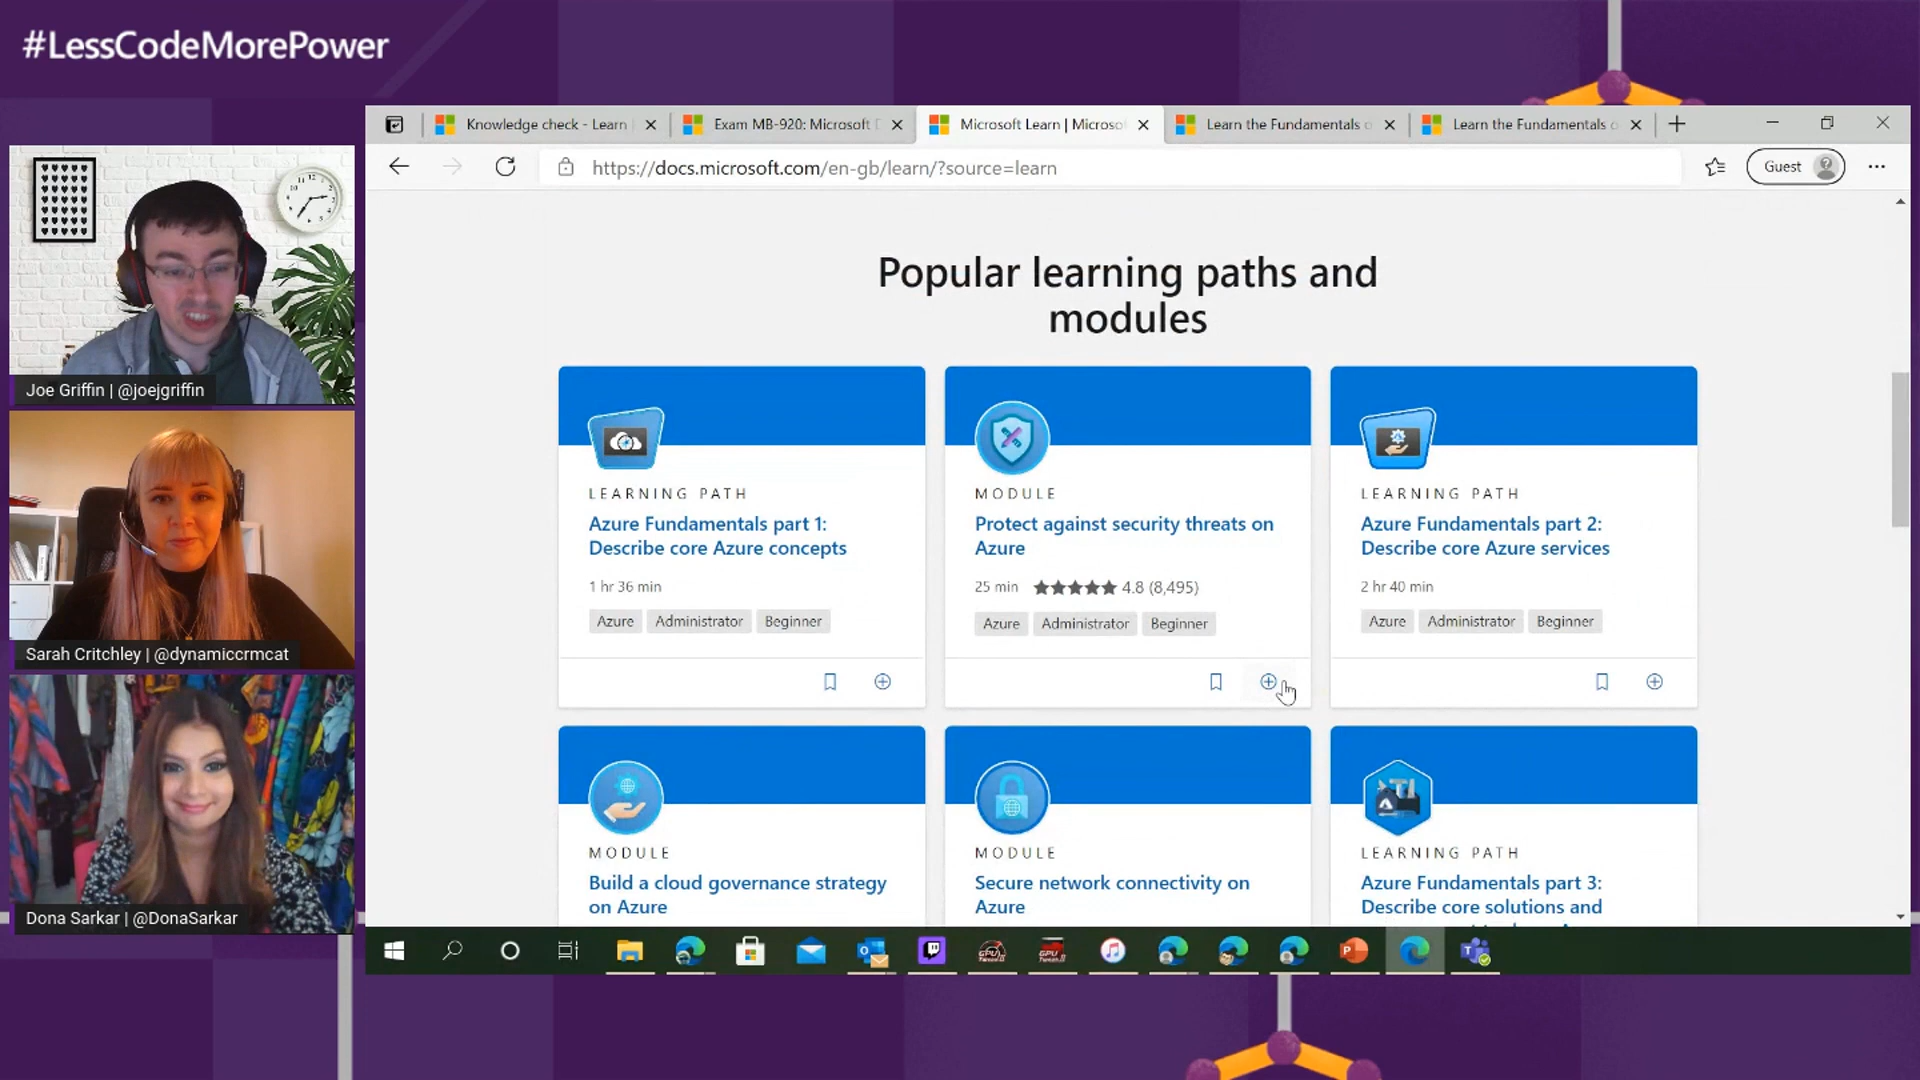 #LessCodeMorePower
Knowledge check - Learn
Exam MB-920: Microsoft D
Microsoft Learn | Microso
Learn the Fundamentals o
Learn the Fundamentals o
https://docs.microsoft.com/en-gb/learn/?source=learn
Guest
Popular learning paths and
modules
LEARNING PATH
Azure Fundamentals part 1:
Describe core Azure concepts
1 hr 36 min
Azure Administrator Beginner
MODULE
Protect against security threats on
Azure
25 min 4.8 (8,495)
Azure Administrator Beginner
LEARNING PATH
Azure Fundamentals part 2:
Describe core Azure services
2 hr 40 min
Azure Administrator Beginner
MODULE
Build a cloud governance strategy
on Azure
MODULE
Secure network connectivity on
Azure
LEARNING PATH
Azure Fundamentals part 3:
Describe core solutions and
Joe Griffin | @joejgriffin
Sarah Critchley | @dynamiccrmcat
Dona Sarkar | @DonaSarkar